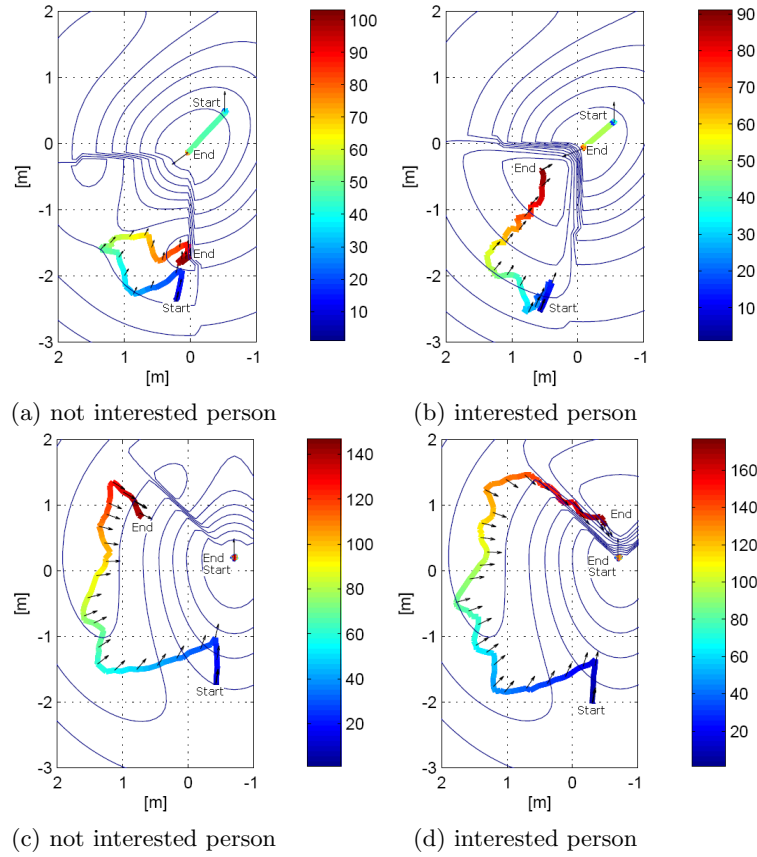 2
1
0
-1
-2
-3
[m]
2 1 0 -1
[m]
Start
End
End
Start
100
90
80
70
60
50
40
30
20
10
(a) not interested person
2
1
0
-1
-2
-3
[m]
2 1 0 -1
[m]
Start
End
End
Start
90
80
70
60
50
40
30
20
10
(b) interested person
2
1
0
-1
-2
-3
[m]
2 1 0 -1
[m]
End
End
Start
Start
140
120
100
80
60
40
20
(c) not interested person
2
1
0
-1
-2
-3
[m]
2 1 0 -1
[m]
End
End
Start
Start
160
140
120
100
80
60
40
20
(d) interested person